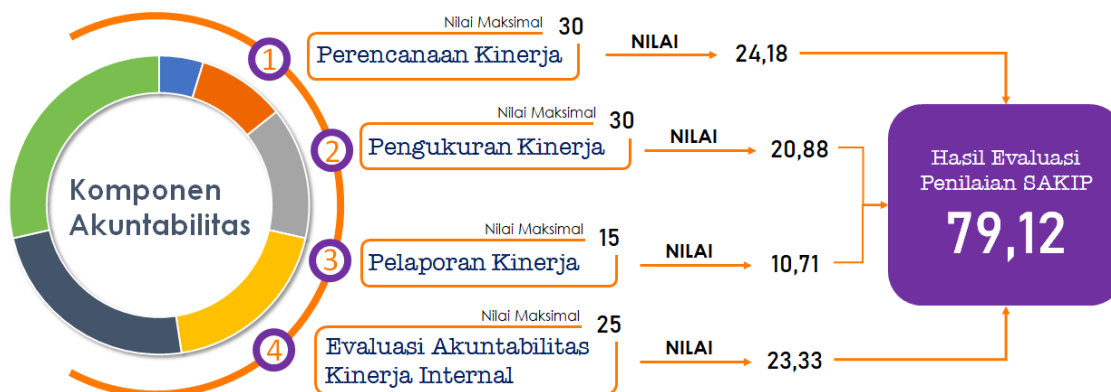 Komponen
Akuntabilitas
1
Nilai Maksimal 30
Perencanaan Kinerja
NILAI
24,18
2
Nilai Maksimal 30
Pengukuran Kinerja
NILAI
20,88
3
Nilai Maksimal 15
Pelaporan Kinerja
NILAI
10,71
4
Nilai Maksimal 25
Evaluasi Akuntabilitas
Kinerja Internal
NILAI
23,33
Hasil Evaluasi
Penilaian SAKIP
79,12